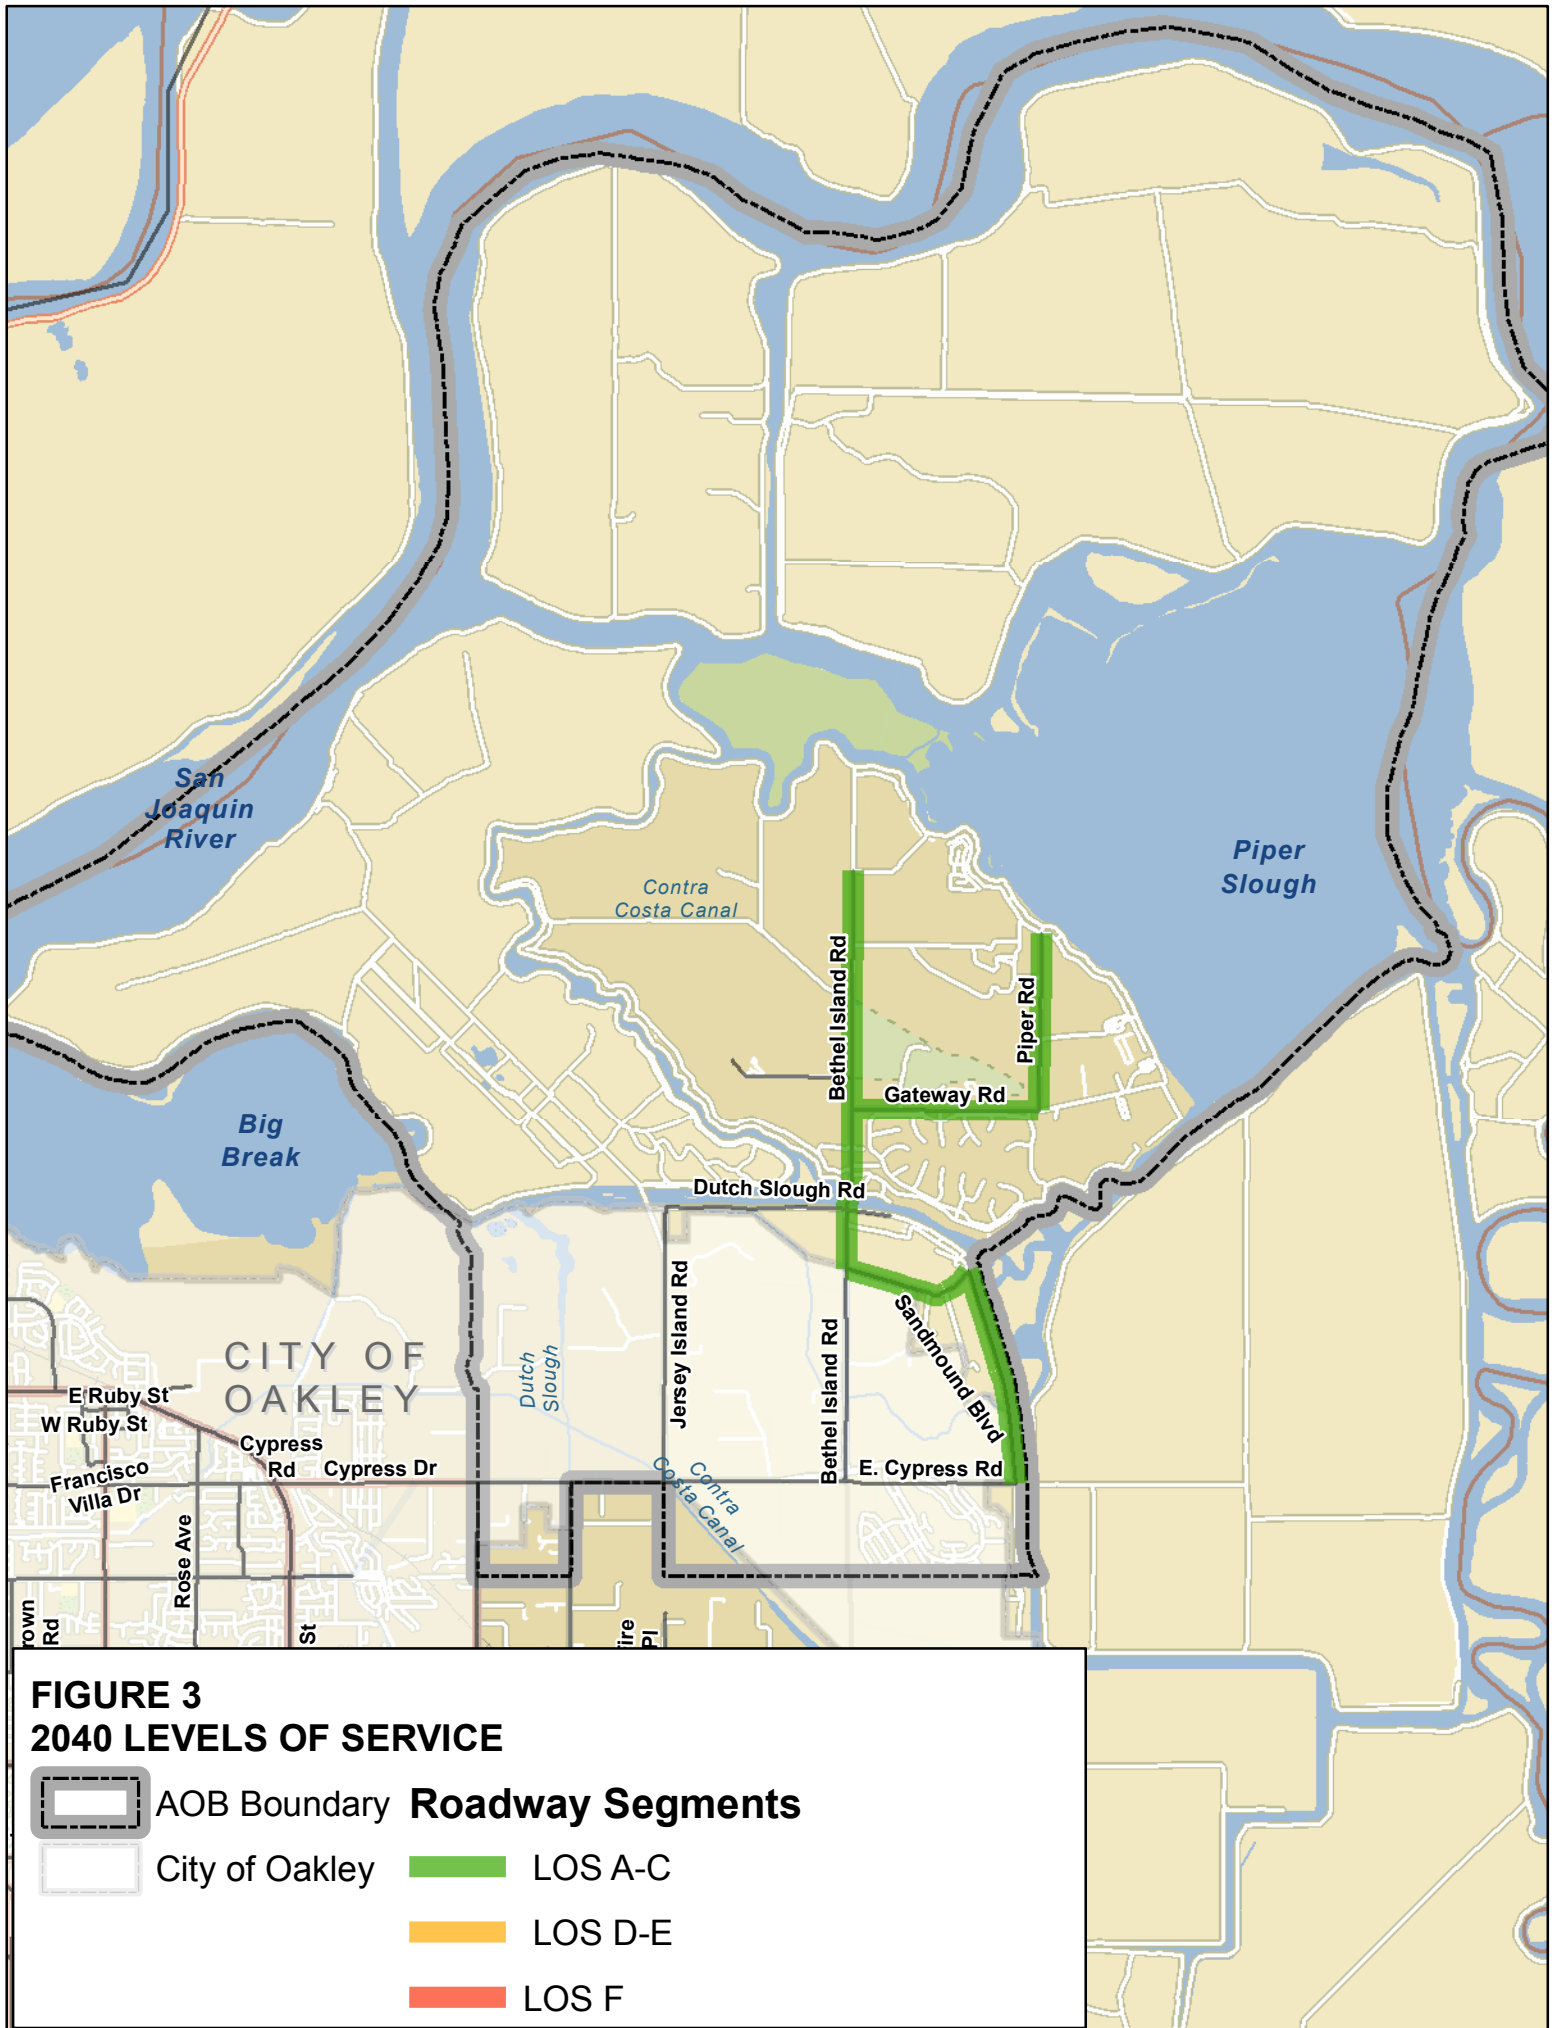 San
Joaquin
River
Piper
Slough
Contra
Costa Canal
Bethel Island Rd
Piper Rd
Gateway Rd
Big
Break
Dutch Slough Rd
Jersey Island Rd
Sandmound Blvd
Bethel Island Rd
Dutch
Slough
CITY OF
OAKLEY
E Ruby St
W Ruby St
Cypress
Rd
Cypress Dr
E. Cypress Rd
Francisco
Villa Dr
Contra
Costa Canal
Rose Ave
rown
Rd
St
Pl
FIGURE 3
2040 LEVELS OF SERVICE
AOB Boundary
Roadway Segments
City of Oakley
LOS A-C
LOS D-E
LOS F